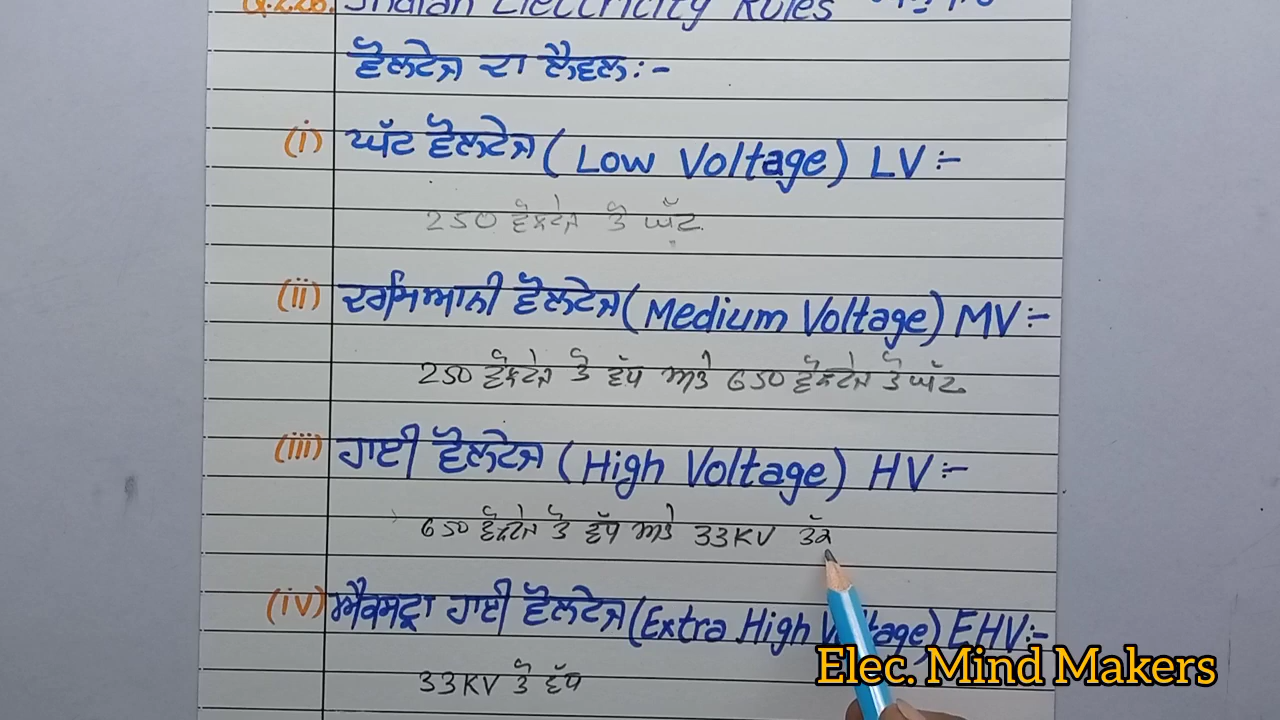 Q.2.26. Indian Electricity Rules
ਵੋਲਟੇਜ ਦਾ ਲੈਵਲ:-
(i) ਘੱਟ ਵੋਲਟੇਜ (Low Voltage) LV:-
250 ਵੋਲਟੇਜ ਤੋਂ ਘੱਟ
(ii) ਦਰਮਿਆਨੀ ਵੋਲਟੇਜ (Medium Voltage) MV:-
250 ਵੋਲਟੇਜ ਤੋਂ ਵੱਧ ਅਤੇ 650 ਵੋਲਟੇਜ ਤੋਂ ਘੱਟ
(iii) ਹਾਈ ਵੋਲਟੇਜ (High Voltage) HV:-
650 ਵੋਲਟੇਜ ਤੋਂ ਵੱਧ ਅਤੇ 33KV ਤੱਕ
(iv) ਐਕਸਟ੍ਰਾ ਹਾਈ ਵੋਲਟੇਜ (Extra High Voltage) EHV:-
33KV ਤੋਂ ਵੱਧ
Elec. Mind Makers